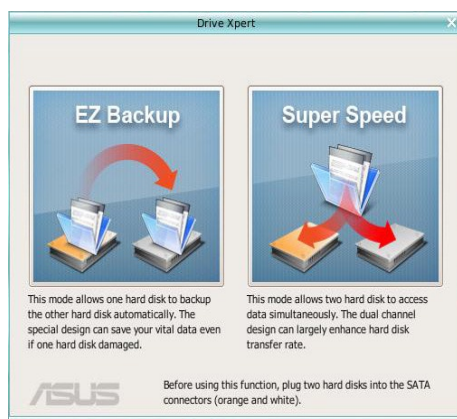 Drive Xpert
EZ Backup
This mode allows one hard disk to backup
the other hard disk automatically. The
special design can save your vital data even
if one hard disk damaged.
Super Speed
This mode allows two hard disk to access
data simultaneously. The dual channel
design can largely enhance hard disk
transfer rate.
ASUS
Before using this function, plug two hard disks into the SATA
connectors (orange and white).